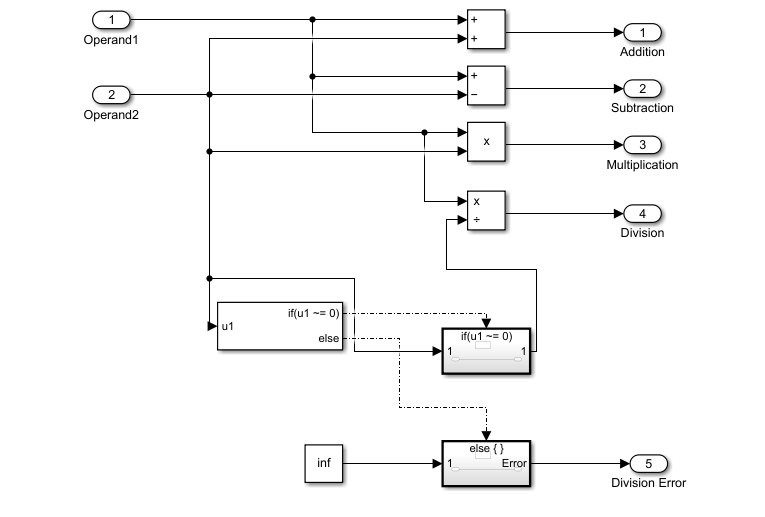 1
Operand1
+
+
1
Addition
2
Operand2
+
−
2
Subtraction
x
3
Multiplication
x
÷
4
Division
u1
if(u1 ~= 0)
else
if(u1 ~= 0)
1
1
inf
else { }
1
Error
5
Division Error